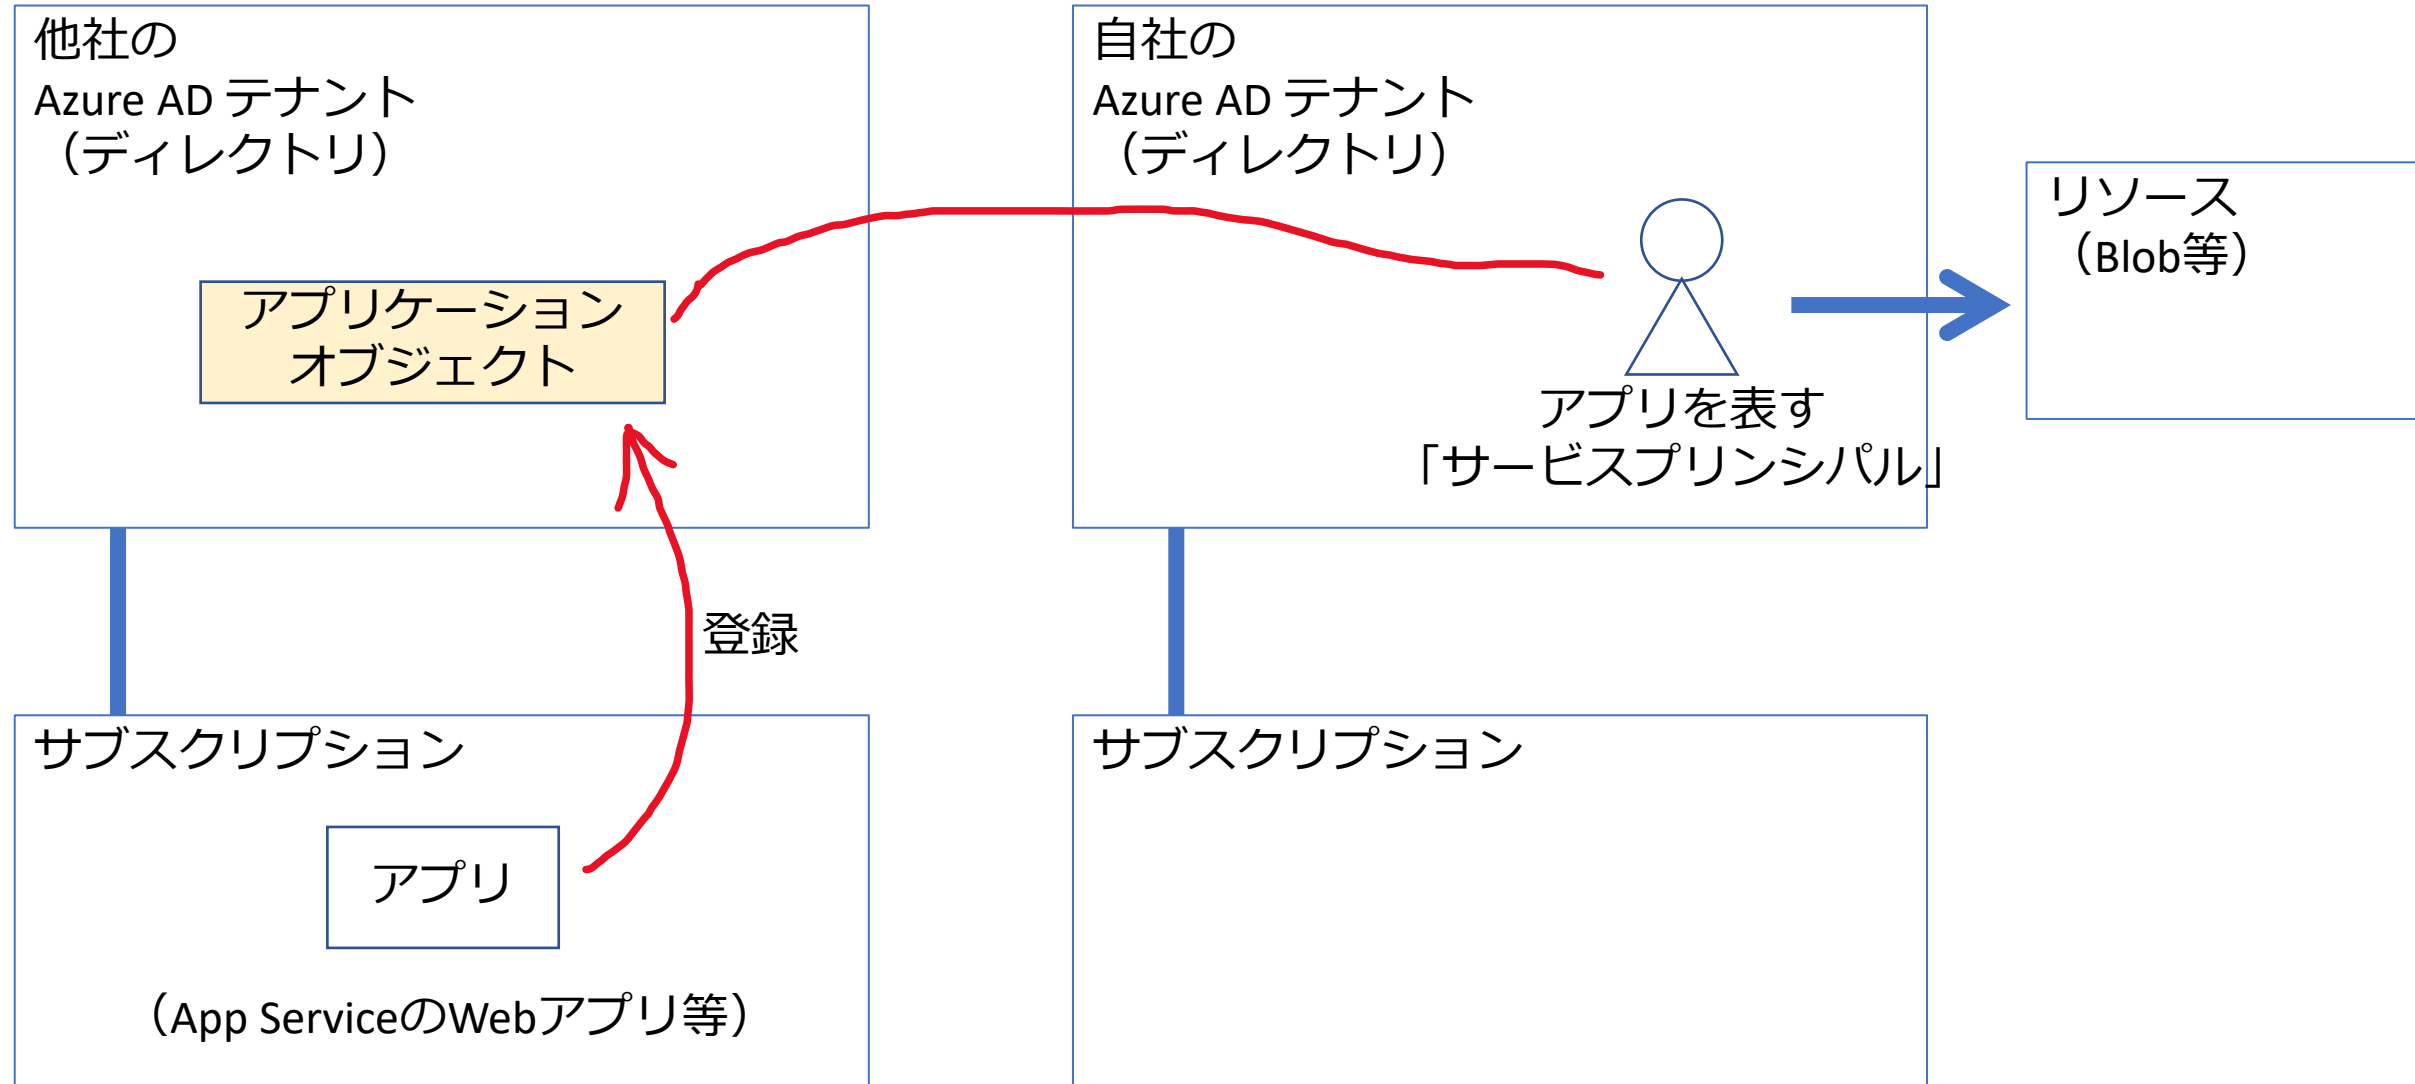 他社の
Azure AD テナント
（ディレクトリ）
アプリケーション
オブジェクト
登録
サブスクリプション
アプリ
（App ServiceのWebアプリ等）
自社の
Azure AD テナント
（ディレクトリ）
アプリを表す
「サービスプリンシパル」
サブスクリプション
リソース
（Blob等）